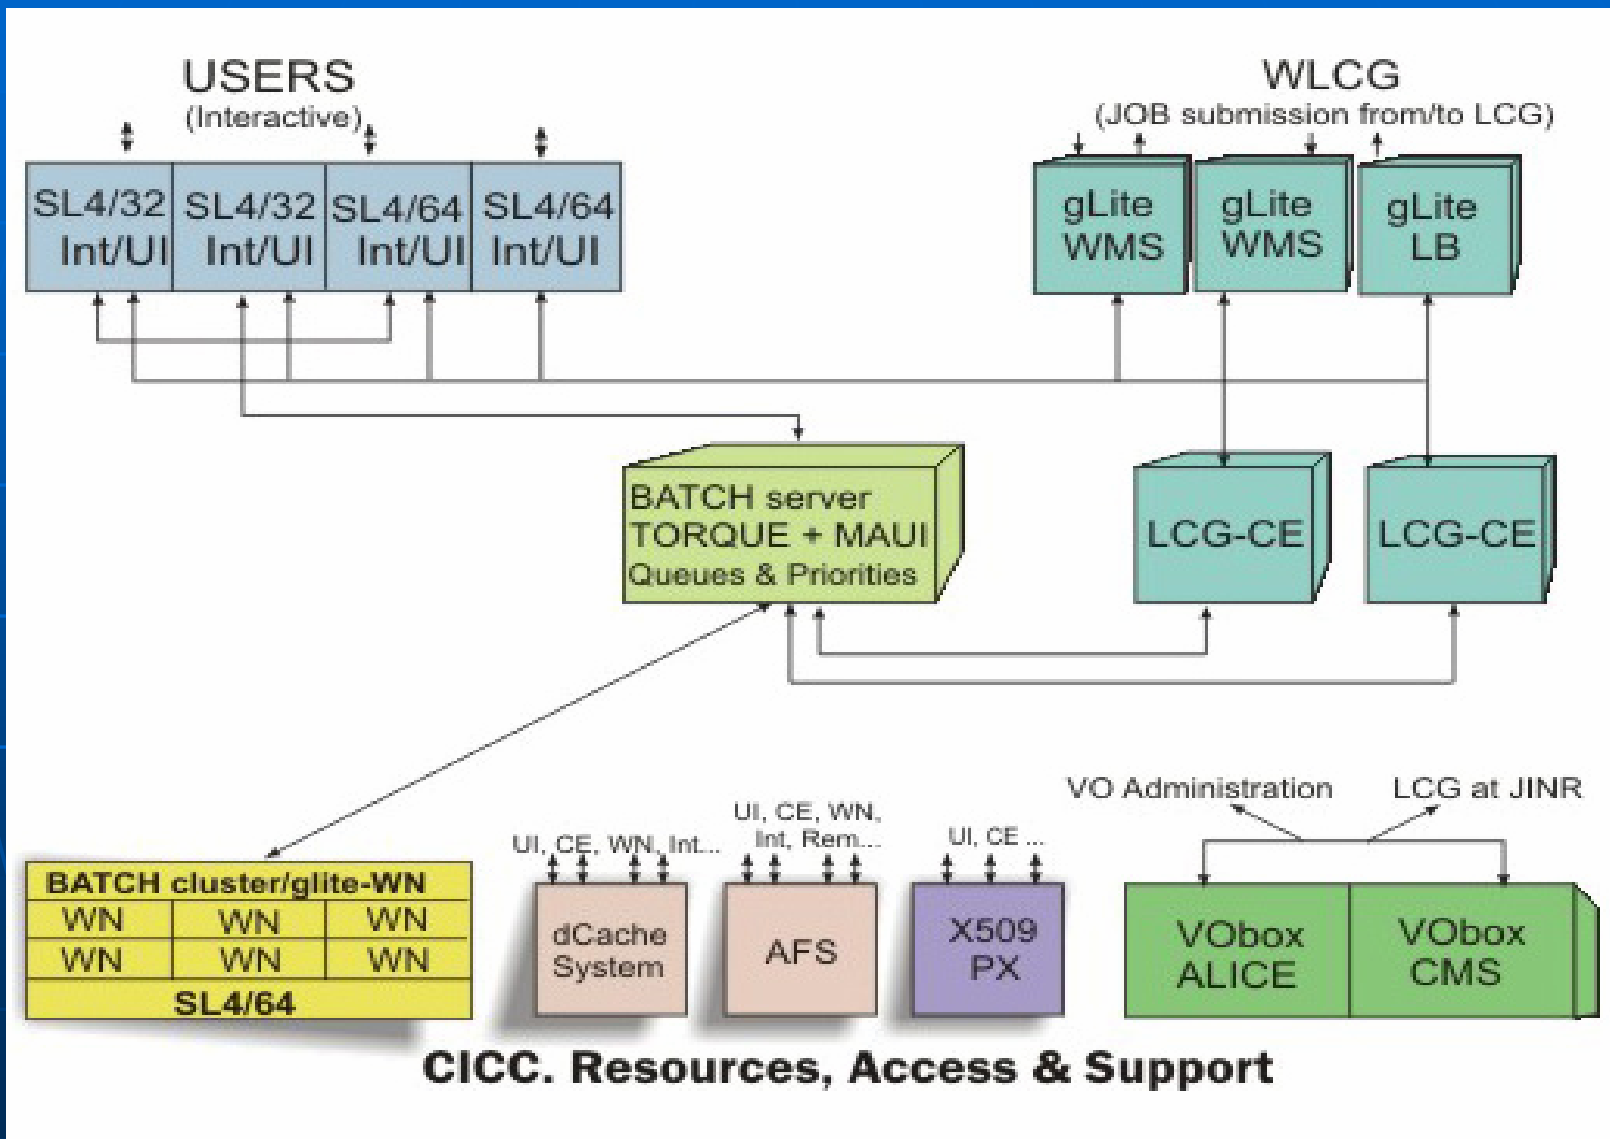 USERS
(Interactive)
WLCG
(JOB submission from/to LCG)
SL4/32
Int/UI
SL4/32
Int/UI
SL4/64
Int/UI
SL4/64
Int/UI
gLite
WMS
gLite
WMS
gLite
LB
BATCH server
TORQUE + MAUI
Queues & Priorities
LCG-CE
LCG-CE
VO Administration
LCG at JINR
UI, CE, WN, Int...
UI, CE, WN,
Int, Rem...
UI, CE ...
BATCH cluster/glite-WN
WN WN WN
WN WN WN
SL4/64
dCache
System
AFS
X509
PX
VObox
ALICE
VObox
CMS
CICC. Resources, Access & Support